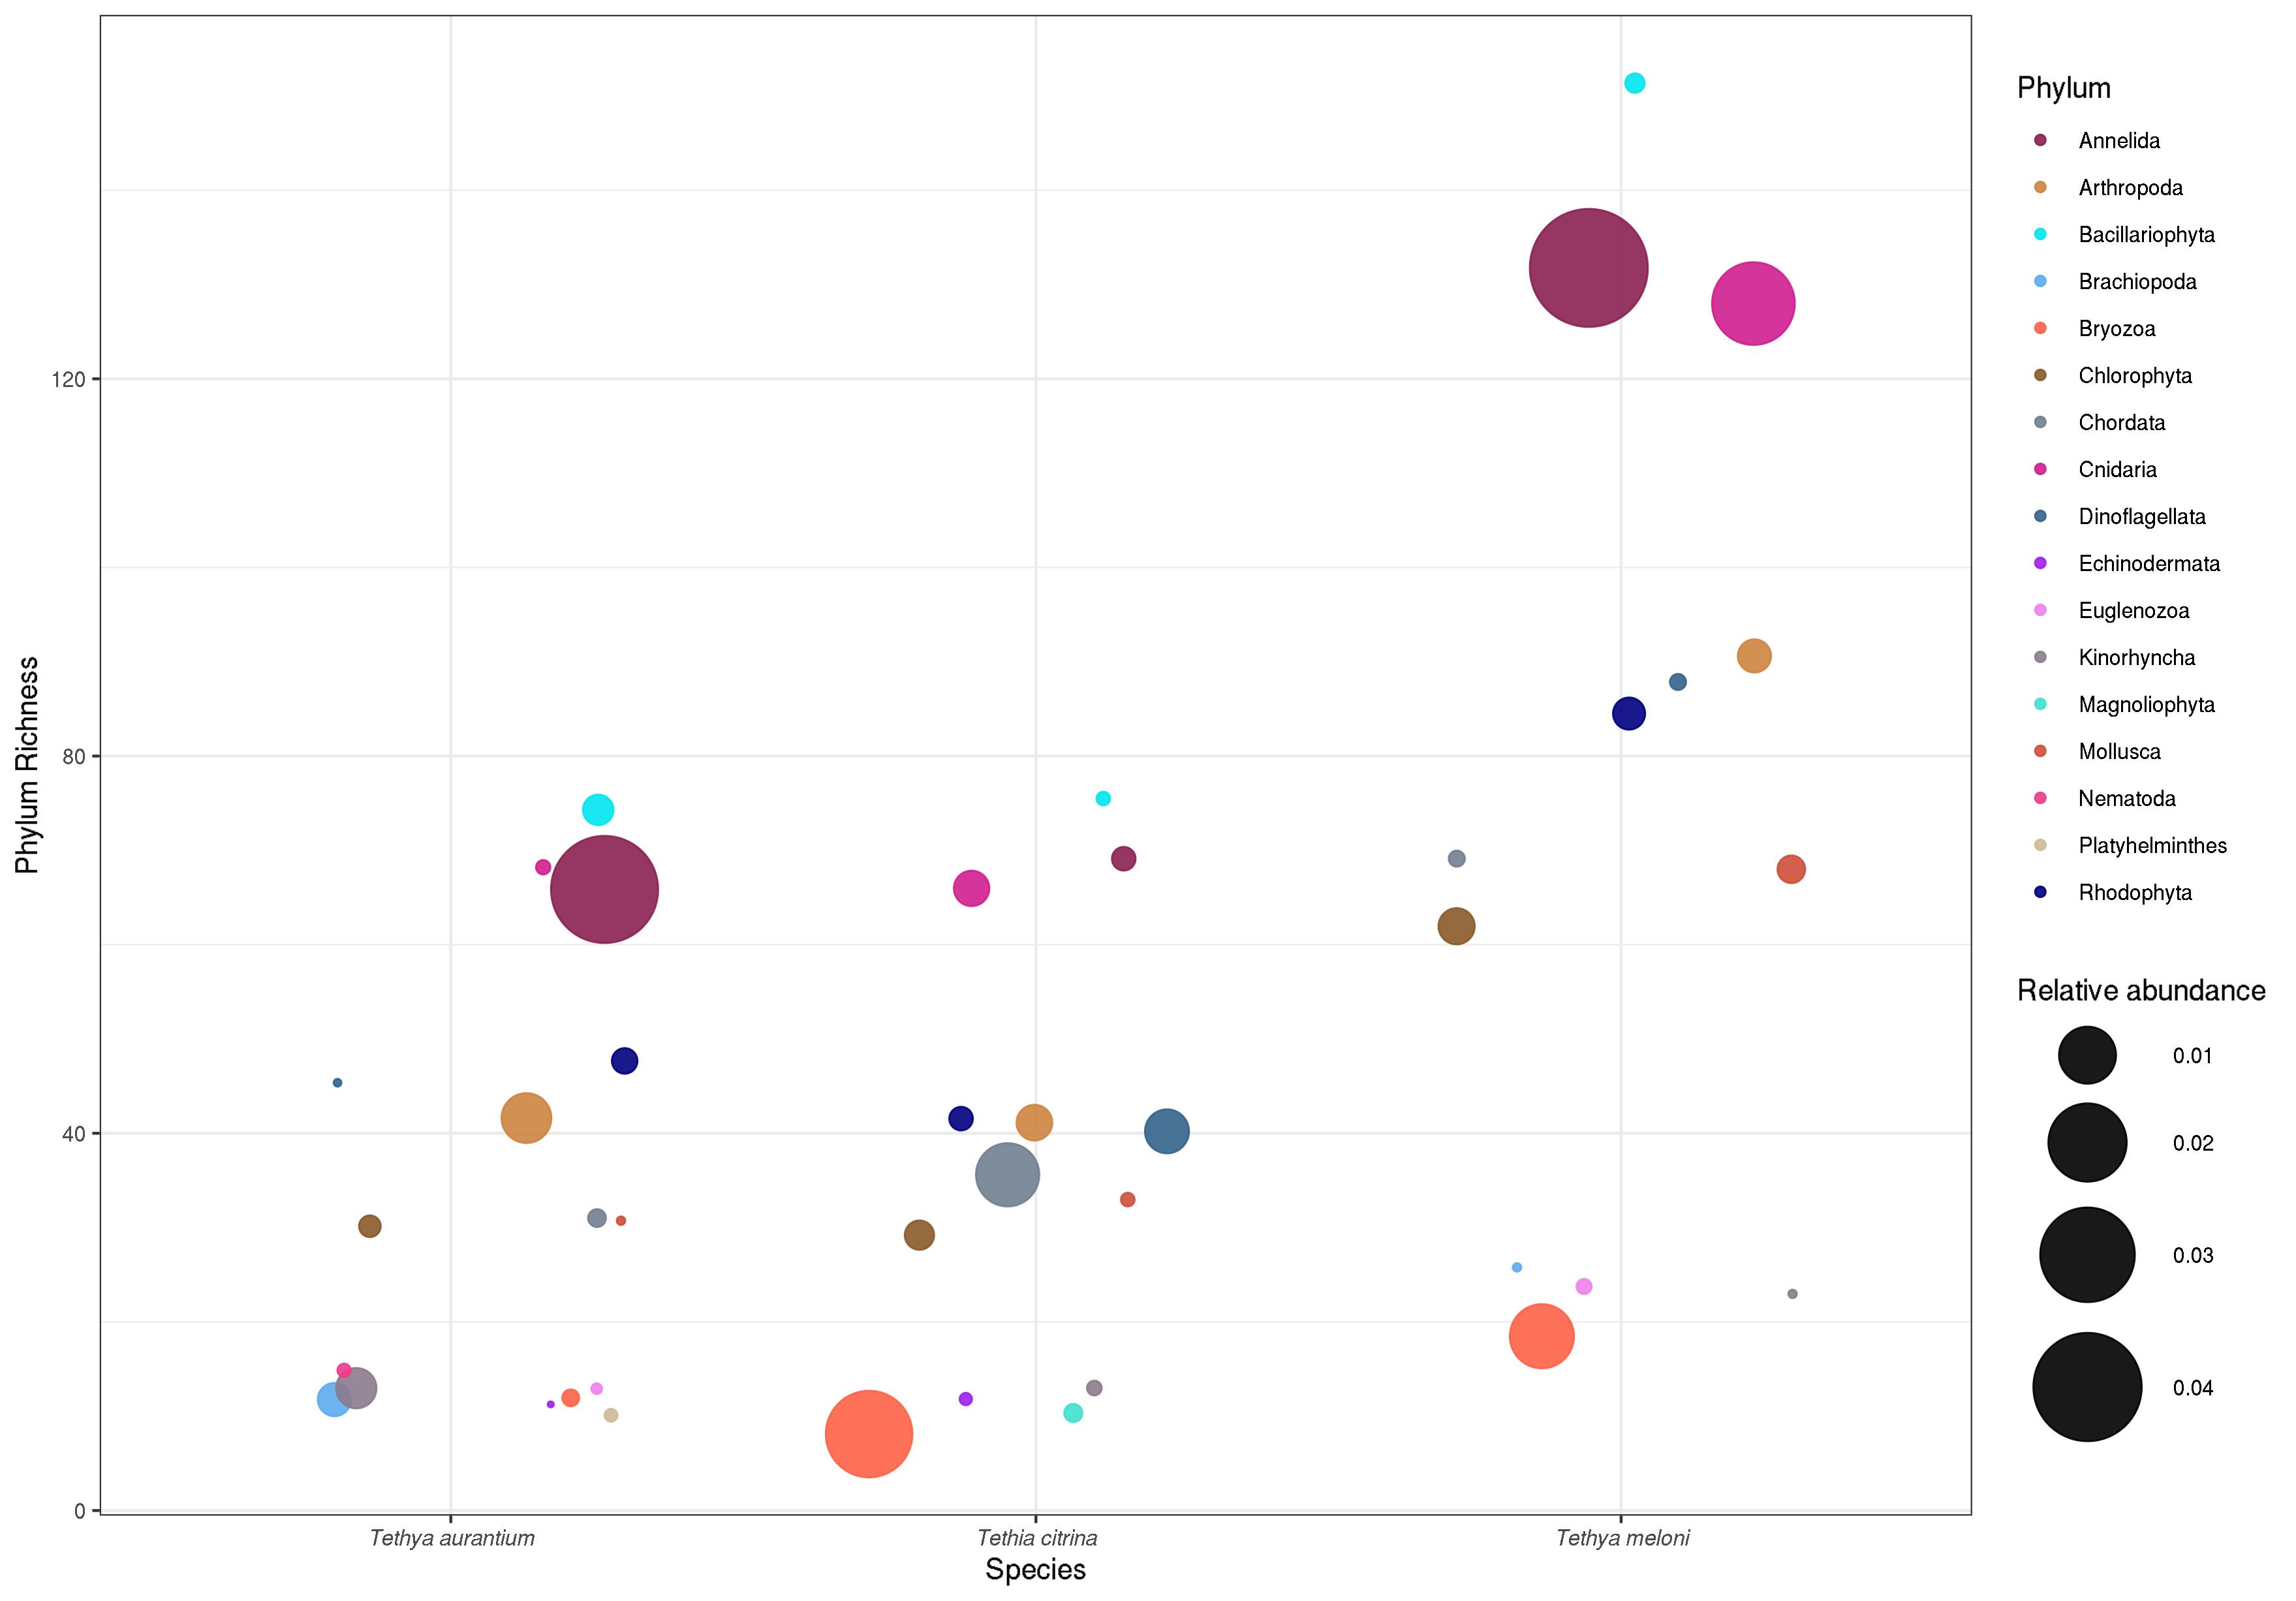 Phylum Richness
120
80
40
0
Tethya aurantium
Tethia citrina
Tethya meloni
Species
Phylum
Annelida
Arthropoda
Bacillariophyta
Brachiopoda
Bryozoa
Chlorophyta
Chordata
Cnidaria
Dinoflagellata
Echinodermata
Euglenozoa
Kinorhyncha
Magnoliophyta
Mollusca
Nematoda
Platyhelminthes
Rhodophyta
Relative abundance
0.01
0.02
0.03
0.04